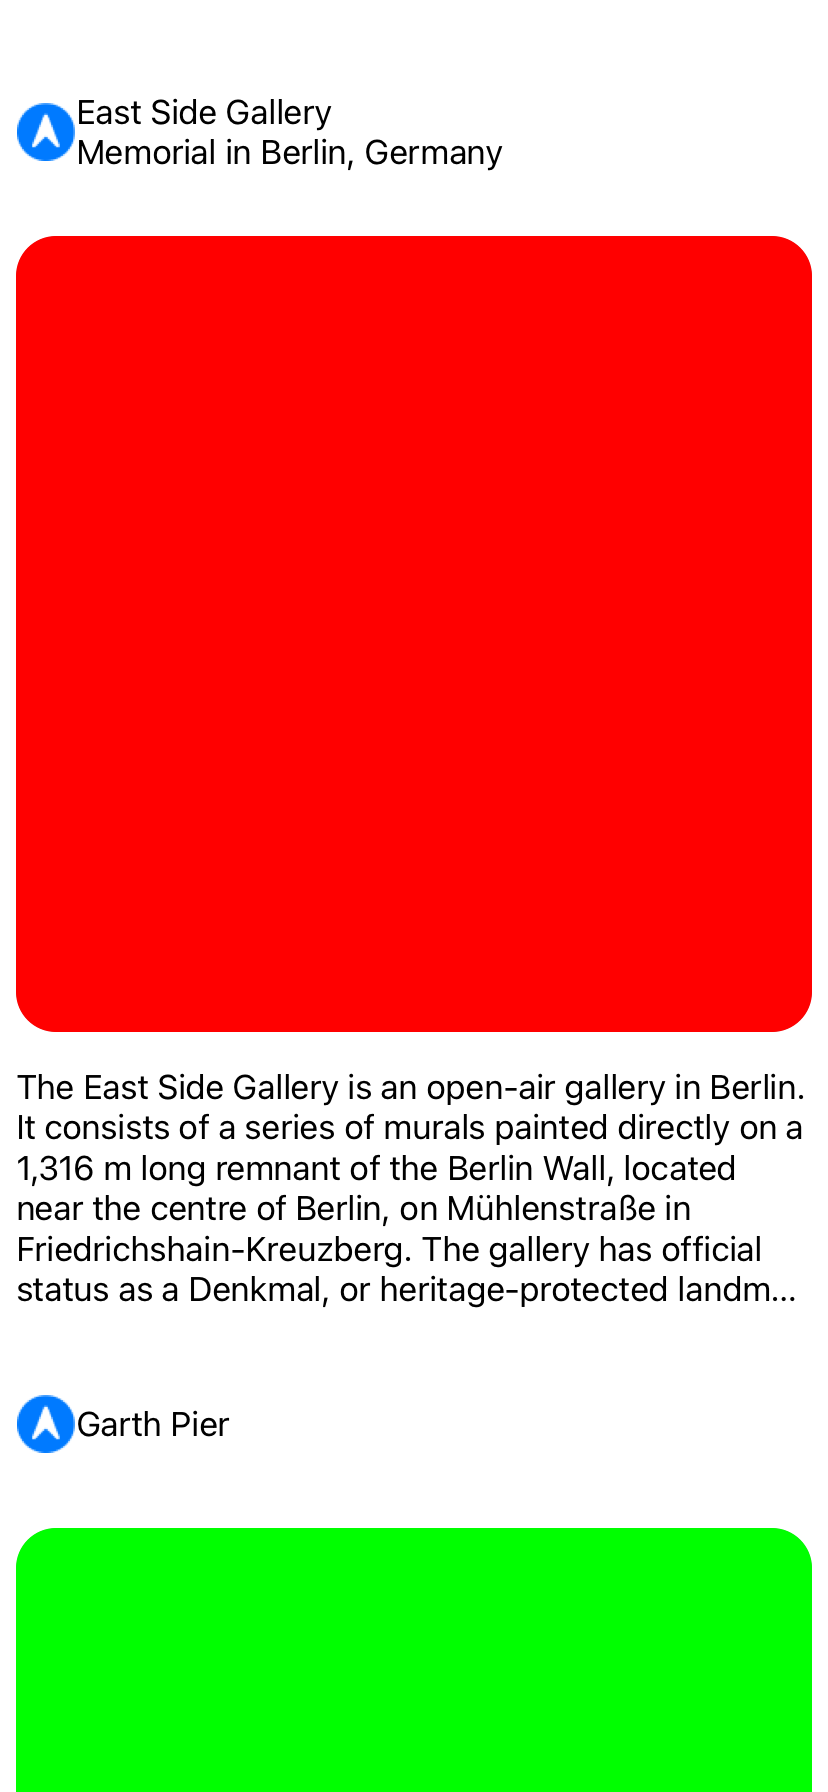 East Side Gallery
Memorial in Berlin, Germany
The East Side Gallery is an open-air gallery in Berlin.
It consists of a series of murals painted directly on a
1,316 m long remnant of the Berlin Wall, located
near the centre of Berlin, on Mühlenstraße in
Friedrichshain-Kreuzberg. The gallery has official
status as a Denkmal, or heritage-protected landm...
Garth Pier